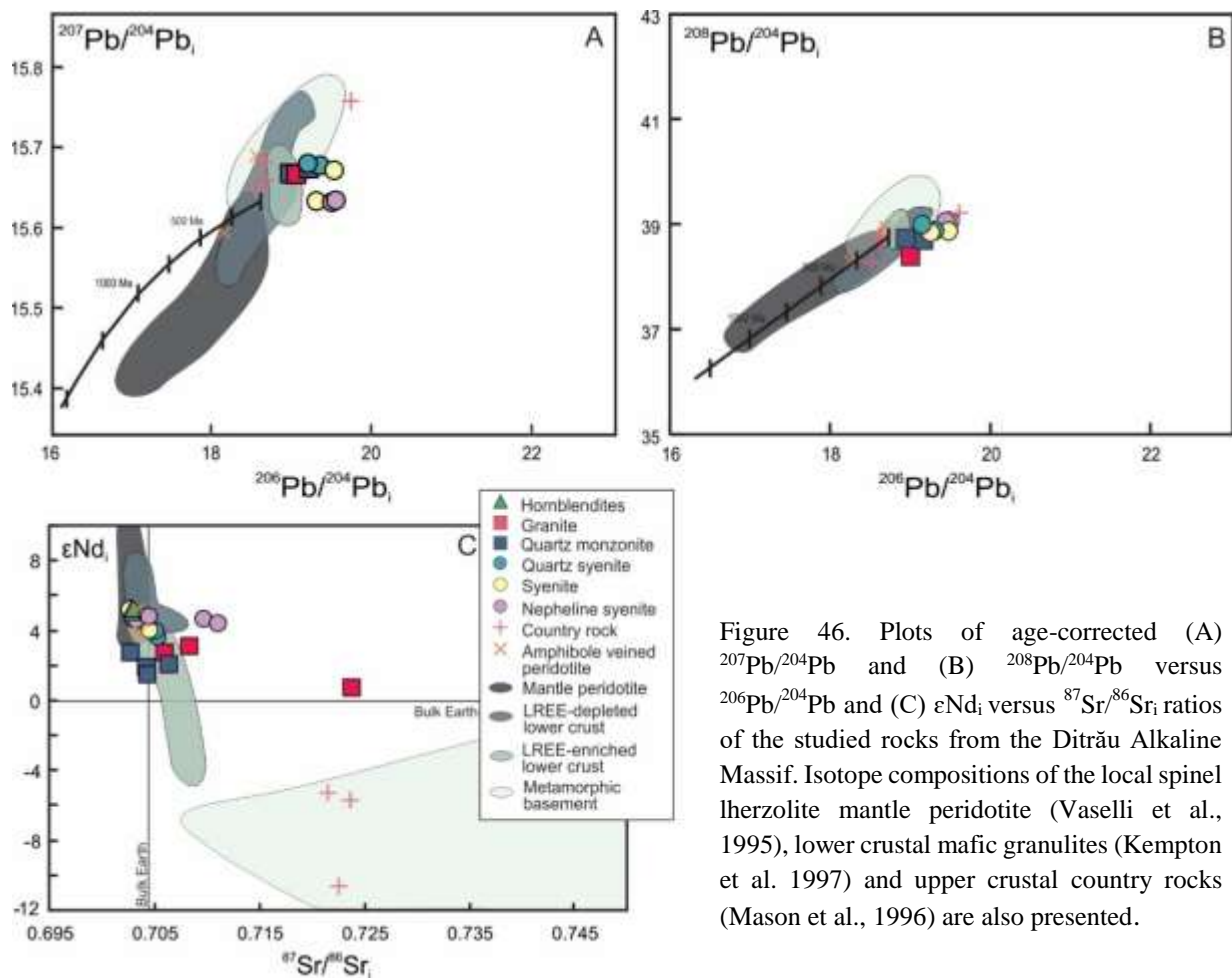 ²⁰⁷Pb/²⁰⁴Pbᵢ
A
15.8
15.7
15.6
15.5
15.4
502 Ma
1000 Ma
16
18
20
22
²⁰⁶Pb/²⁰⁴Pbᵢ
43
²⁰⁸Pb/²⁰⁴Pbᵢ
B
41
39
37
35
16
18
20
22
²⁰⁶Pb/²⁰⁴Pbᵢ
εNdᵢ
C
8
4
0
-4
-8
-12
Bulk Earth
Bulk Earth
0.695
0.705
0.715
0.725
0.735
0.745
⁸⁷Sr/⁸⁶Srᵢ
Hornblendites
Granite
Quartz monzonite
Quartz syenite
Syenite
Nepheline syenite
Country rock
Amphibole veined
peridotite
Mantle peridotite
LREE-depleted
lower crust
LREE-enriched
lower crust
Metamorphic
basement
Figure 46. Plots of age-corrected (A)
²⁰⁷Pb/²⁰⁴Pb and (B) ²⁰⁸Pb/²⁰⁴Pb versus
²⁰⁶Pb/²⁰⁴Pb and (C) εNdᵢ versus ⁸⁷Sr/⁸⁶Srᵢ ratios
of the studied rocks from the Ditrău Alkaline
Massif. Isotope compositions of the local spinel
lherzolite mantle peridotite (Vaselli et al.,
1995), lower crustal mafic granulites (Kempton
et al. 1997) and upper crustal country rocks
(Mason et al., 1996) are also presented.